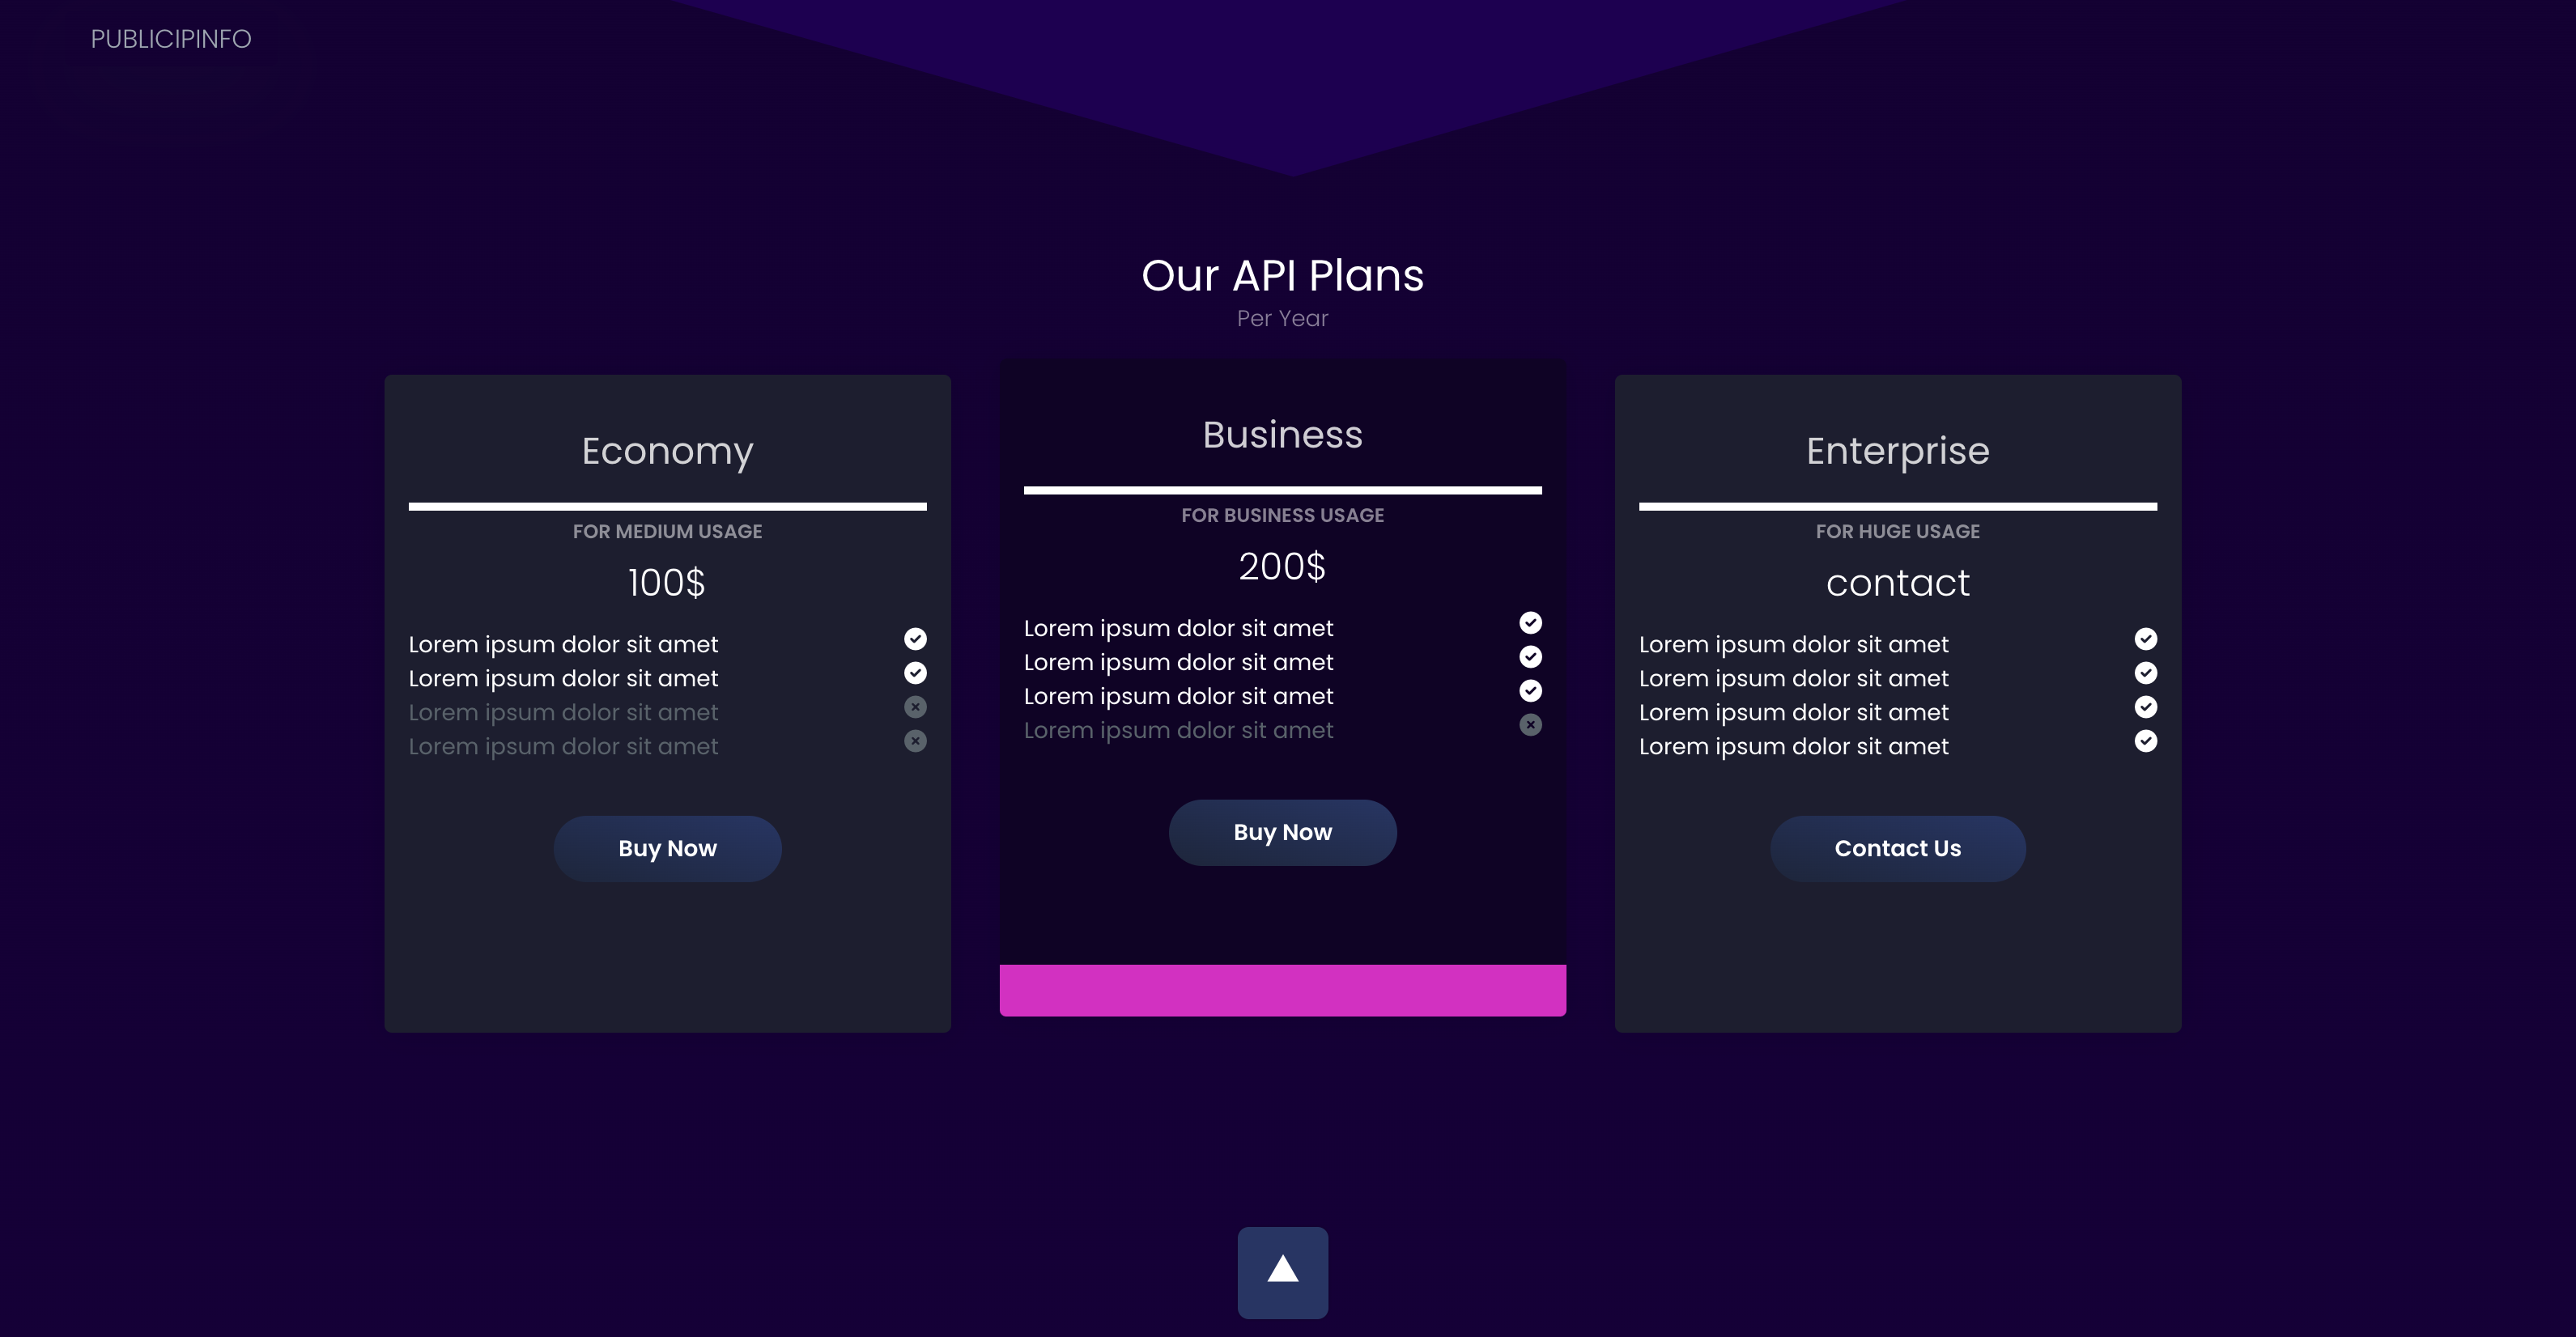 PUBLICIPINFO
Our API Plans
Per Year
Economy
FOR MEDIUM USAGE
100$
Lorem ipsum dolor sit amet
Lorem ipsum dolor sit amet
Lorem ipsum dolor sit amet
Lorem ipsum dolor sit amet
Buy Now
Business
FOR BUSINESS USAGE
200$
Lorem ipsum dolor sit amet
Lorem ipsum dolor sit amet
Lorem ipsum dolor sit amet
Lorem ipsum dolor sit amet
Buy Now
Enterprise
FOR HUGE USAGE
contact
Lorem ipsum dolor sit amet
Lorem ipsum dolor sit amet
Lorem ipsum dolor sit amet
Lorem ipsum dolor sit amet
Contact Us